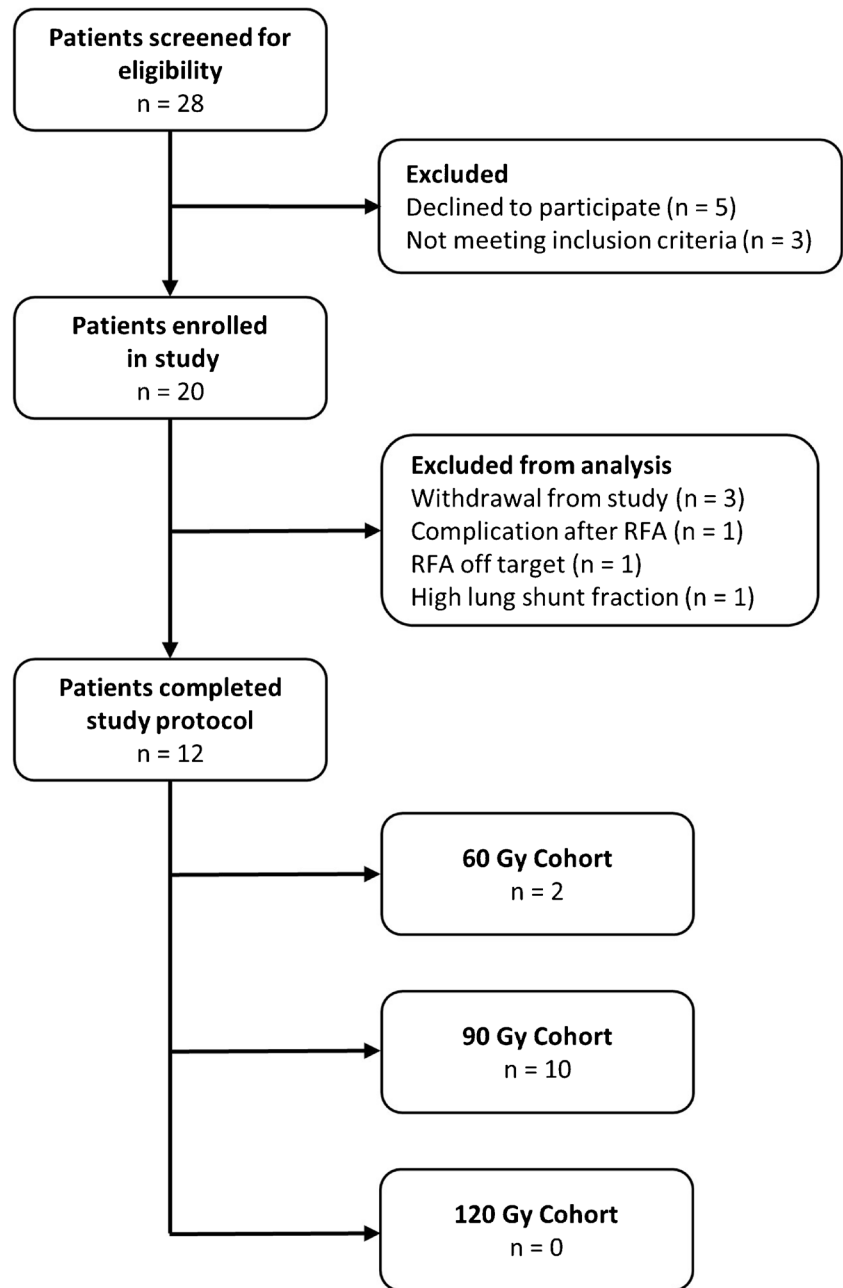 Patients screened for
eligibility
n = 28
Excluded
Declined to participate (n = 5)
Not meeting inclusion criteria (n = 3)
Patients enrolled
in study
n = 20
Excluded from analysis
Withdrawal from study (n = 3)
Complication after RFA (n = 1)
RFA off target (n = 1)
High lung shunt fraction (n = 1)
Patients completed
study protocol
n = 12
60 Gy Cohort
n = 2
90 Gy Cohort
n = 10
120 Gy Cohort
n = 0